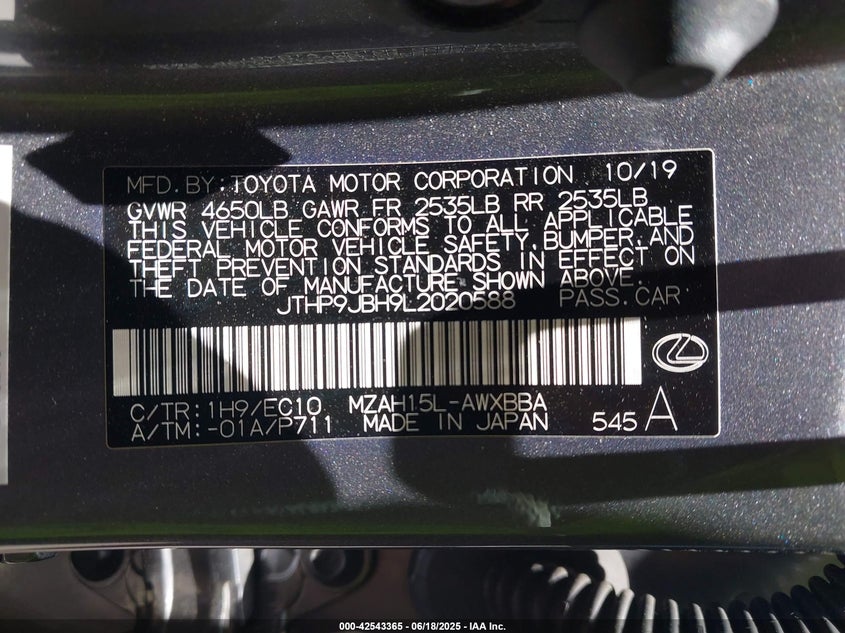 MFD. BY: TOYOTA MOTOR CORPORATION 10/19
GVWR 4650LB GAWR FR 2535LB RR 2535LB
THIS VEHICLE CONFORMS TO ALL APPLICABLE
FEDERAL MOTOR VEHICLE SAFETY, BUMPER, AND
THEFT PREVENTION STANDARDS IN EFFECT ON
THE DATE OF MANUFACTURE SHOWN ABOVE.
JTHP9JBH9L2020588 PASS. CAR
C/TR: 1H9/EC10 MZAH15L-AWXBBA
A/TM: -01A/P711 MADE IN JAPAN 545 A
000-42543365 - 06/18/2025 - IAA Inc.